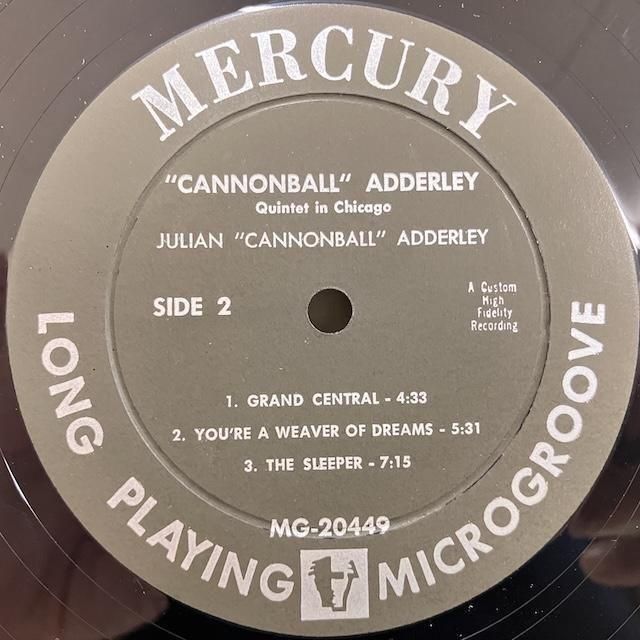 MERCURY
"CANNONBALL" ADDERLEY
Quintet in Chicago
JULIAN "CANNONBALL" ADDERLEY
SIDE 2
A Custom
High
Fidelity
Recording
1. GRAND CENTRAL - 4:33
2. YOU'RE A WEAVER OF DREAMS - 5:31
3. THE SLEEPER - 7:15
MG-20449
LONG PLAYING MICROGROOVE